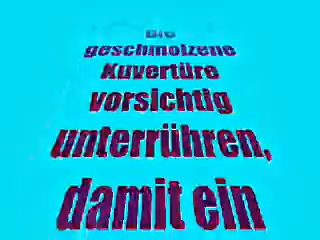 Die
geschmolzene
Kuvertüre
vorsichtig
unterrühren,
damit ein